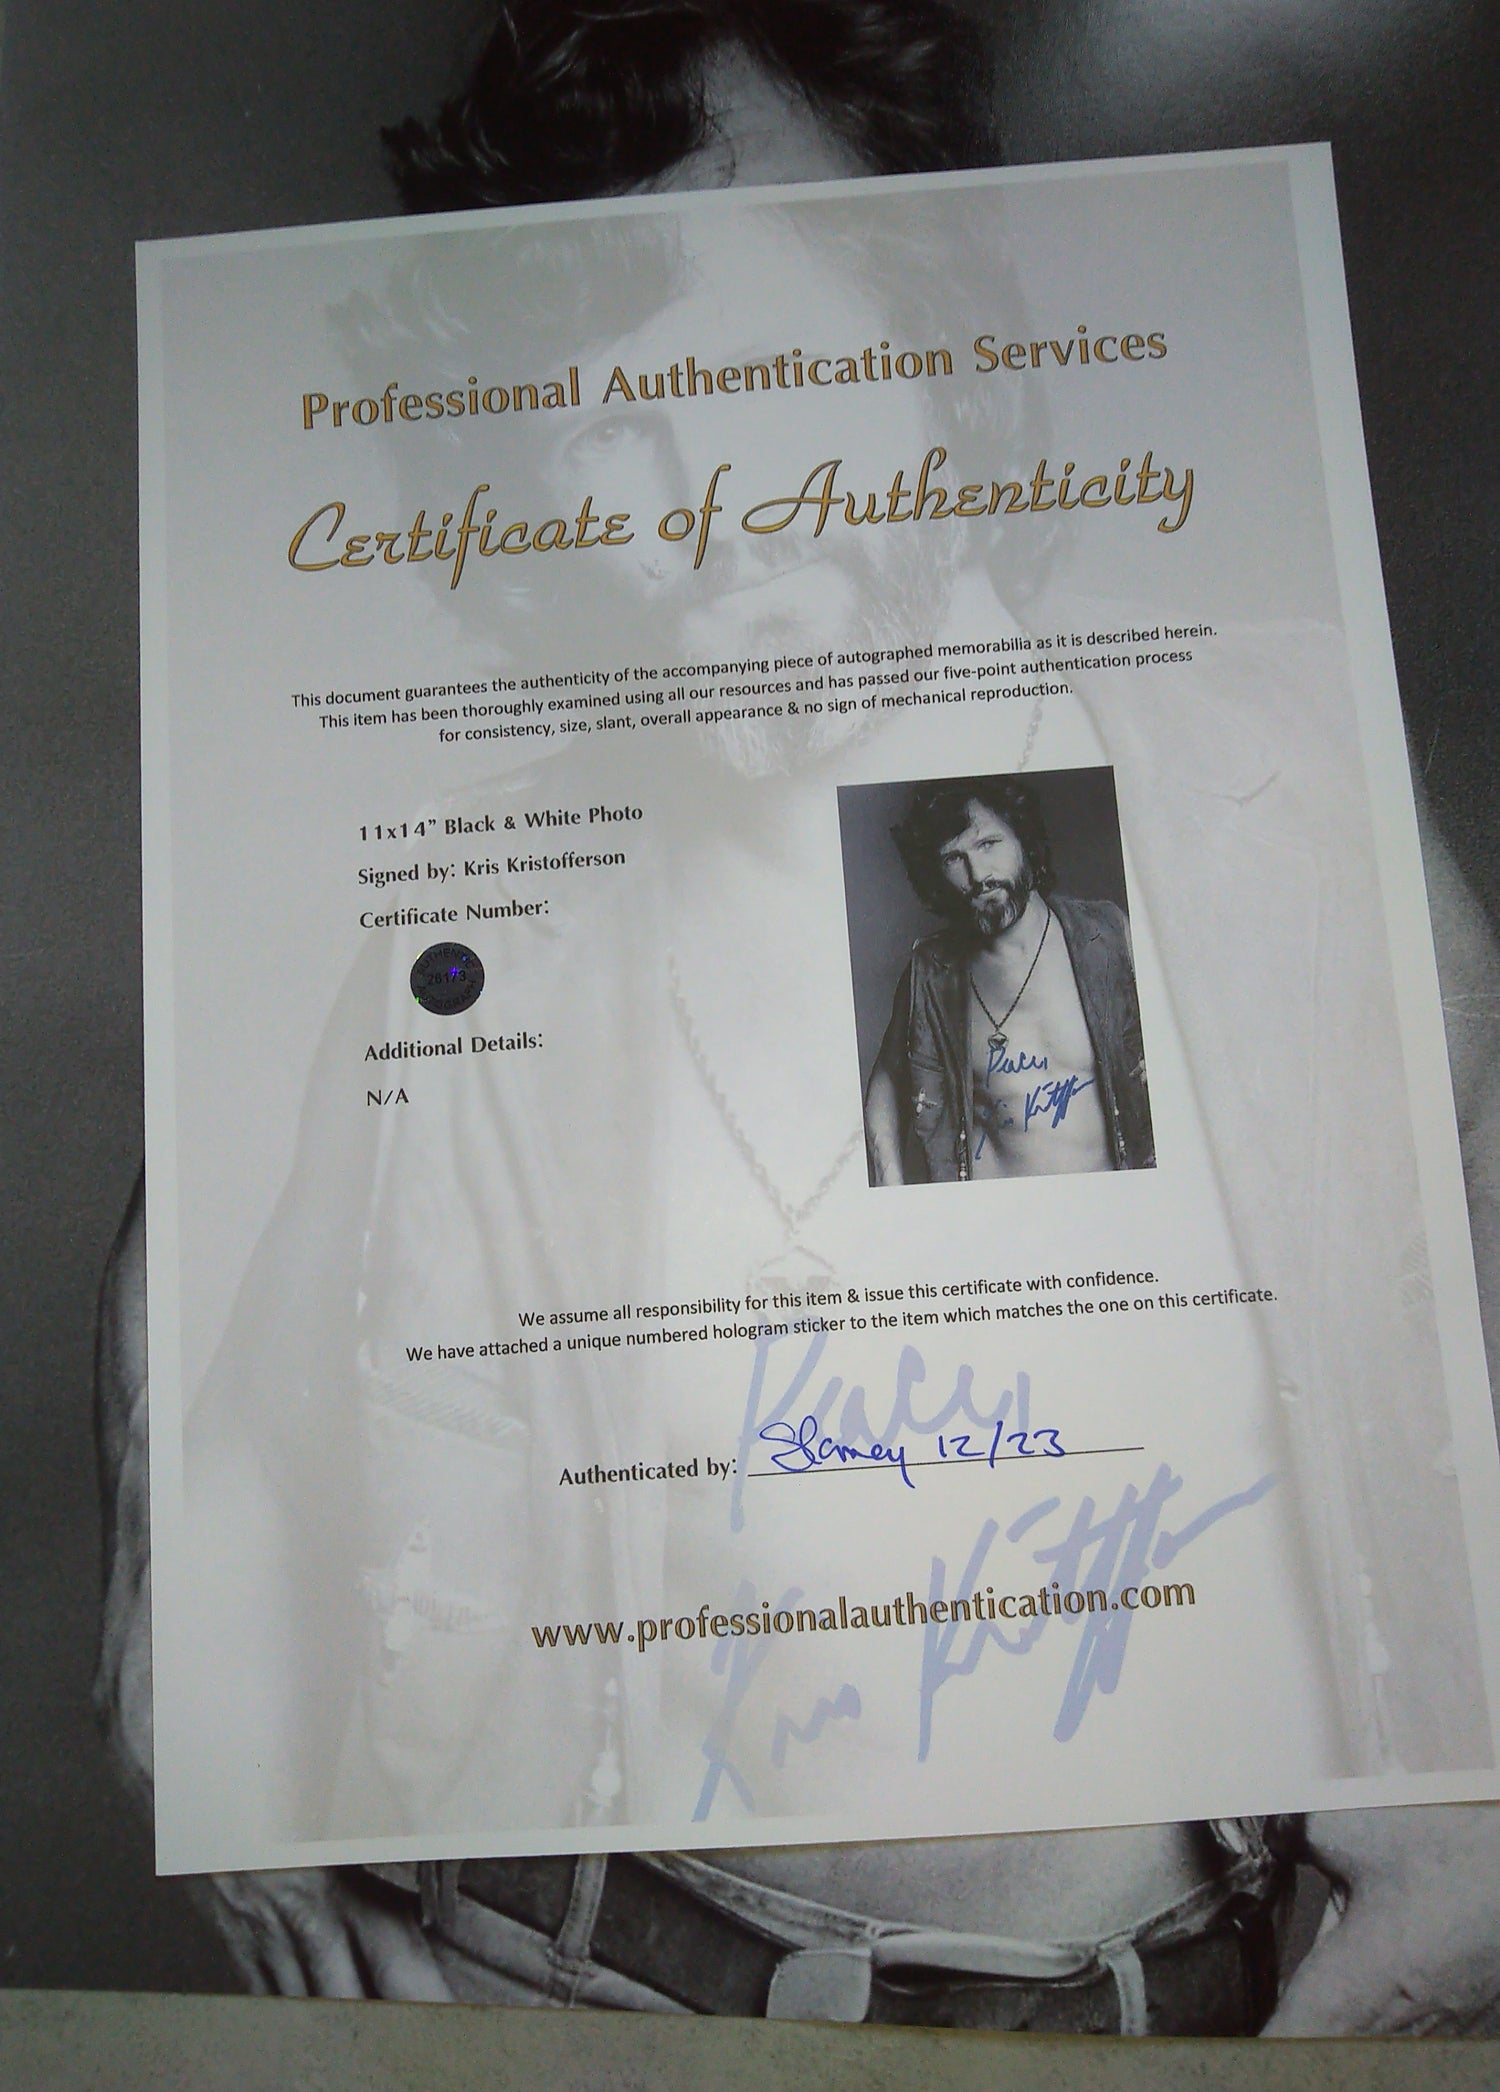 Professional Authentication Services
Certificate of Authenticity
This document guarantees the authenticity of the accompanying piece of autographed memorabilia as it is described herein.
This item has been thoroughly examined using all our resources and has passed our five-point authentication process
for consistency, size, slant, overall appearance & no sign of mechanical reproduction.
11x14” Black & White Photo
Signed by: Kris Kristofferson
Certificate Number:
26173
Additional Details:
N/A
We assume all responsibility for this item & issue this certificate with confidence.
We have attached a unique numbered hologram sticker to the item which matches the one on this certificate.
Authenticated by: 12/23
www.professionalauthentication.com